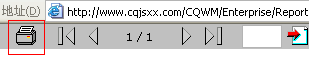 地址(D) http://www.cqjsxx.com/CQWM/Enterprise/Report
1 / 1